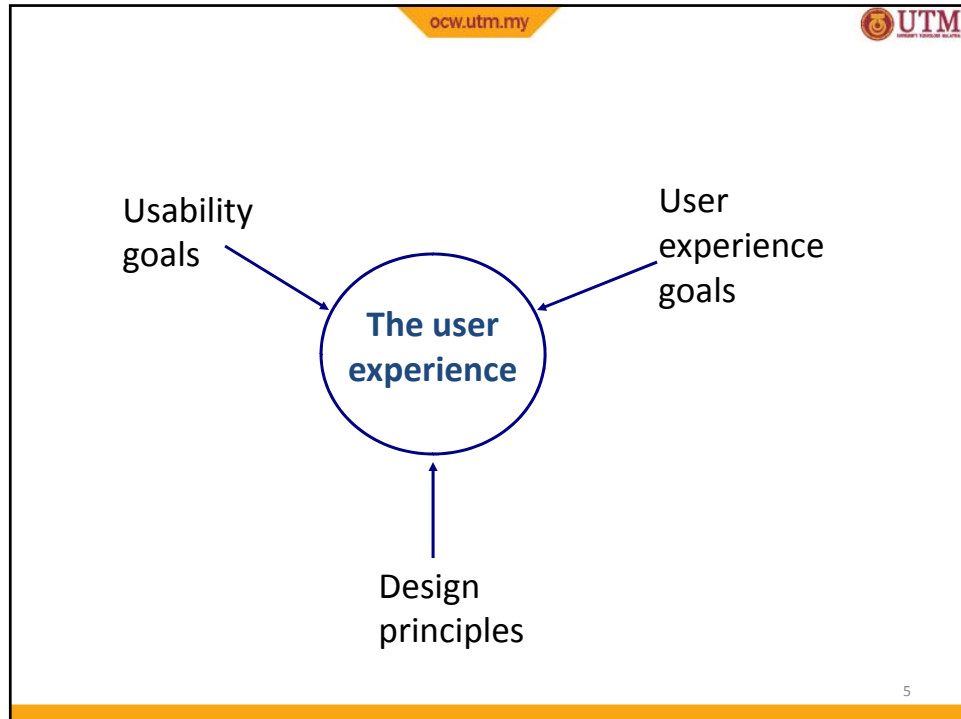 ocw.utm.my
UTM
Usability
goals
User
experience
goals
The user
experience
Design
principles
5